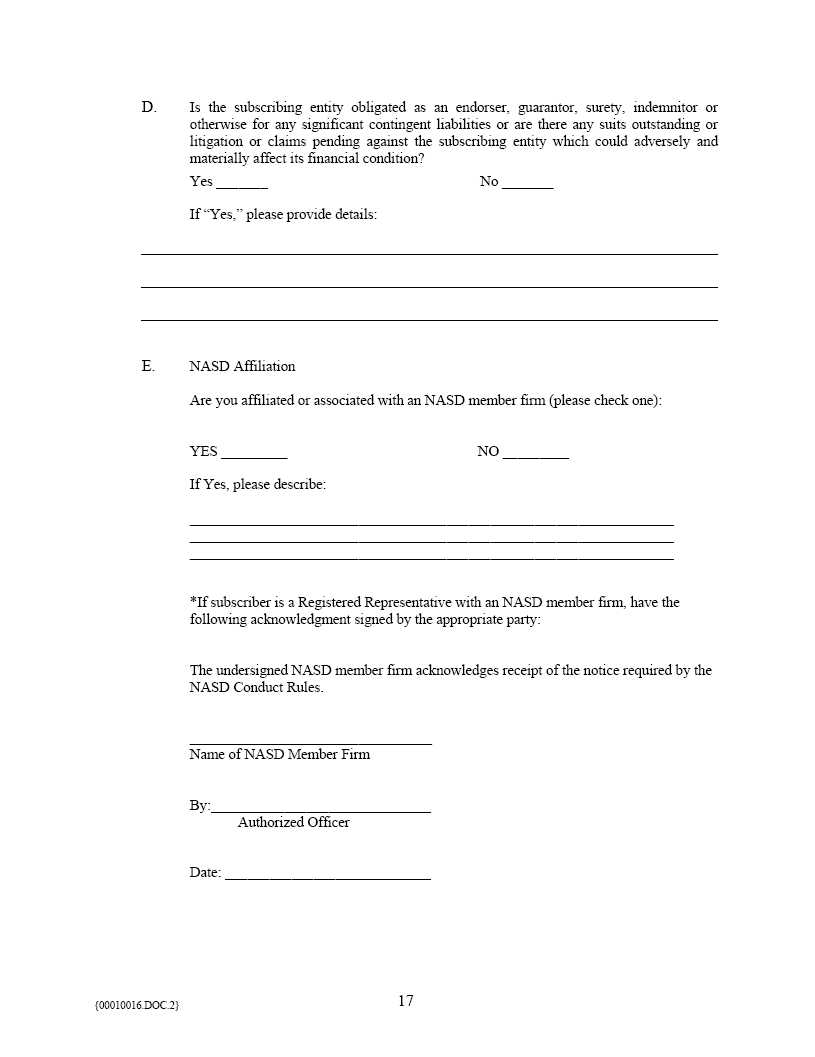 D. Is the subscribing entity obligated as an endorser, guarantor, surety, indemnitor or
otherwise for any significant contingent liabilities or are there any suits outstanding or
litigation or claims pending against the subscribing entity which could adversely and
materially affect its financial condition?
Yes _______ No _______
If “Yes,” please provide details:
E. NASD Affiliation
Are you affiliated or associated with an NASD member firm (please check one):
YES _________ NO _________
If Yes, please describe:
*If subscriber is a Registered Representative with an NASD member firm, have the
following acknowledgment signed by the appropriate party:
The undersigned NASD member firm acknowledges receipt of the notice required by the
NASD Conduct Rules.
Name of NASD Member Firm
By:______________________________
Authorized Officer
Date: ____________________________
{00010016.DOC.2} 17